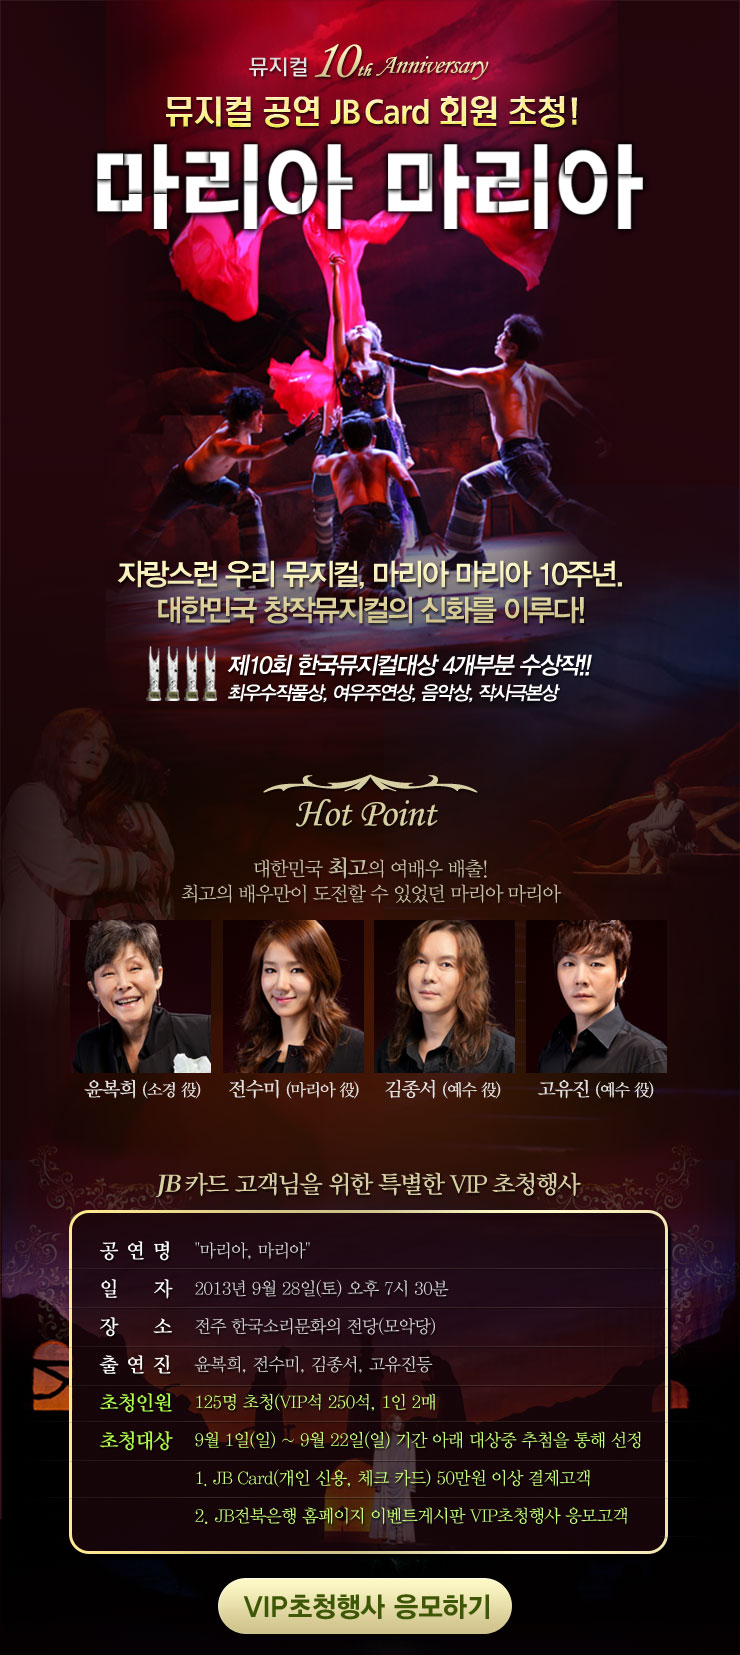 뮤지컬 10th Anniversary
뮤지컬 공연 JB Card 회원 초청!
마리아 마리아
자랑스런 우리 뮤지컬, 마리아 마리아 10주년.
대한민국 창작뮤지컬의 신화를 이루다!
제10회 한국뮤지컬대상 4개부분 수상작!!
최우수작품상, 여우주연상, 음악상, 작사극본상
Hot Point
대한민국 최고의 여배우 배출!
최고의 배우만이 도전할 수 있었던 마리아 마리아
윤복희 (소경 役) 전수미 (마리아 役) 김종서 (예수 役) 고유진 (예수 役)
JB카드 고객님을 위한 특별한 VIP 초청행사
공 연 명 "마리아, 마리아"
일 자 2013년 9월 28일(토) 오후 7시 30분
장 소 전주 한국소리문화의 전당(모악당)
출 연 진 윤복희, 전수미, 김종서, 고유진등
초청인원 125명 초청(VIP석 250석, 1인 2매
초청대상 9월 1일(일) ~ 9월 22일(일) 기간 아래 대상중 추첨을 통해 선정
1. JB Card(개인 신용, 체크 카드) 50만원 이상 결제고객
2. JB전북은행 홈페이지 이벤트게시판 VIP초청행사 응모고객
VIP초청행사 응모하기